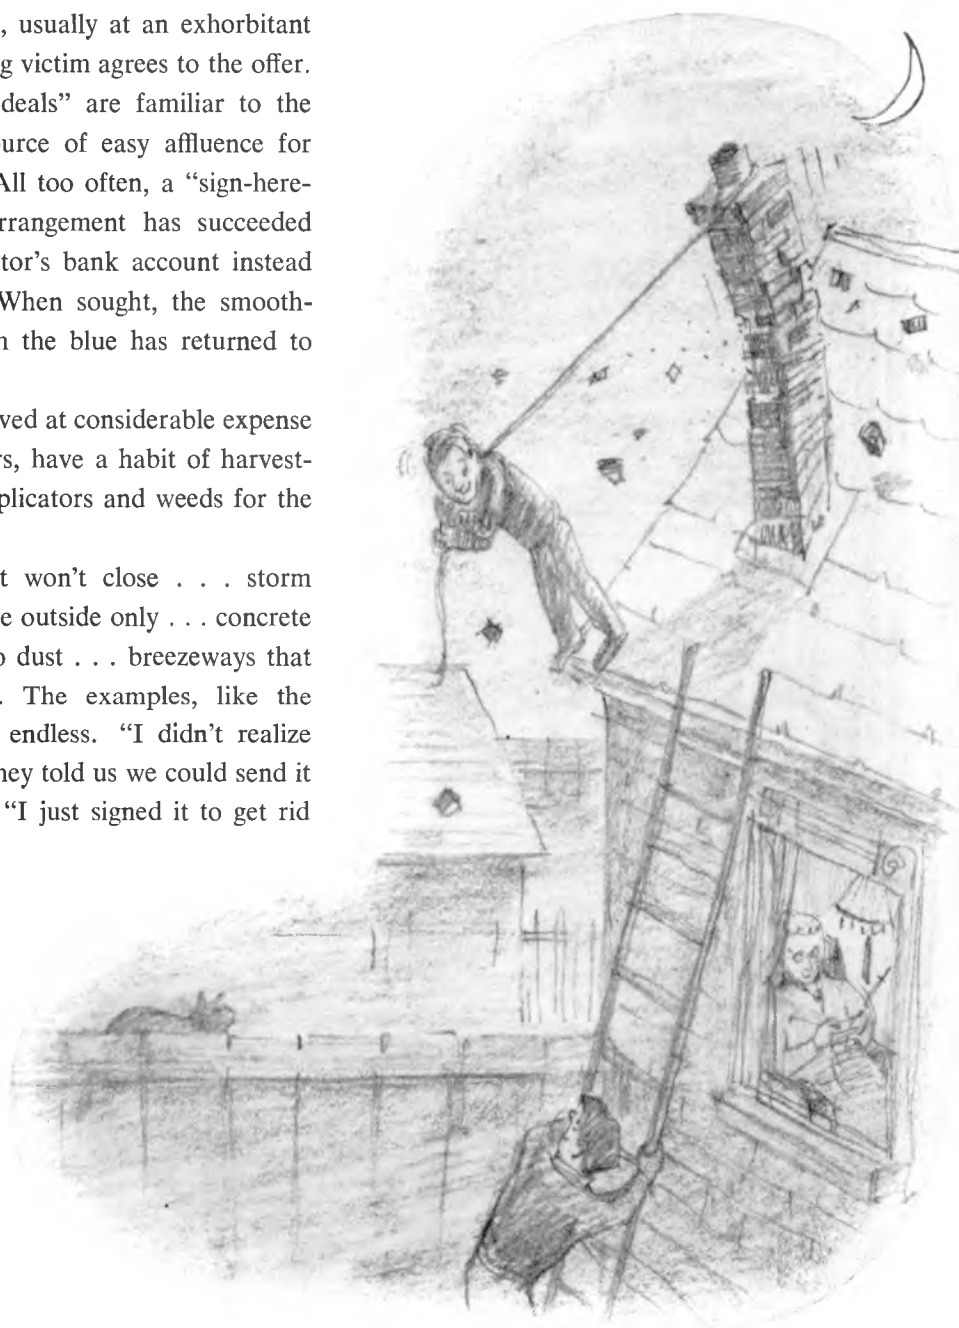 , usually at an exhorbitant
g victim agrees to the offer.
deals” are familiar to the
urce of easy affluence for
All too often, a “sign-here-
rrangement has succeeded
tor's bank account instead
When sought, the smooth-
n the blue has returned to
ved at considerable expense
rs, have a habit of harvest-
plicators and weeds for the
t won't close . . . storm
e outside only . . . concrete
o dust . . . breezeways that
. The examples, like the
endless. “I didn't realize
hey told us we could send it
“I just signed it to get rid